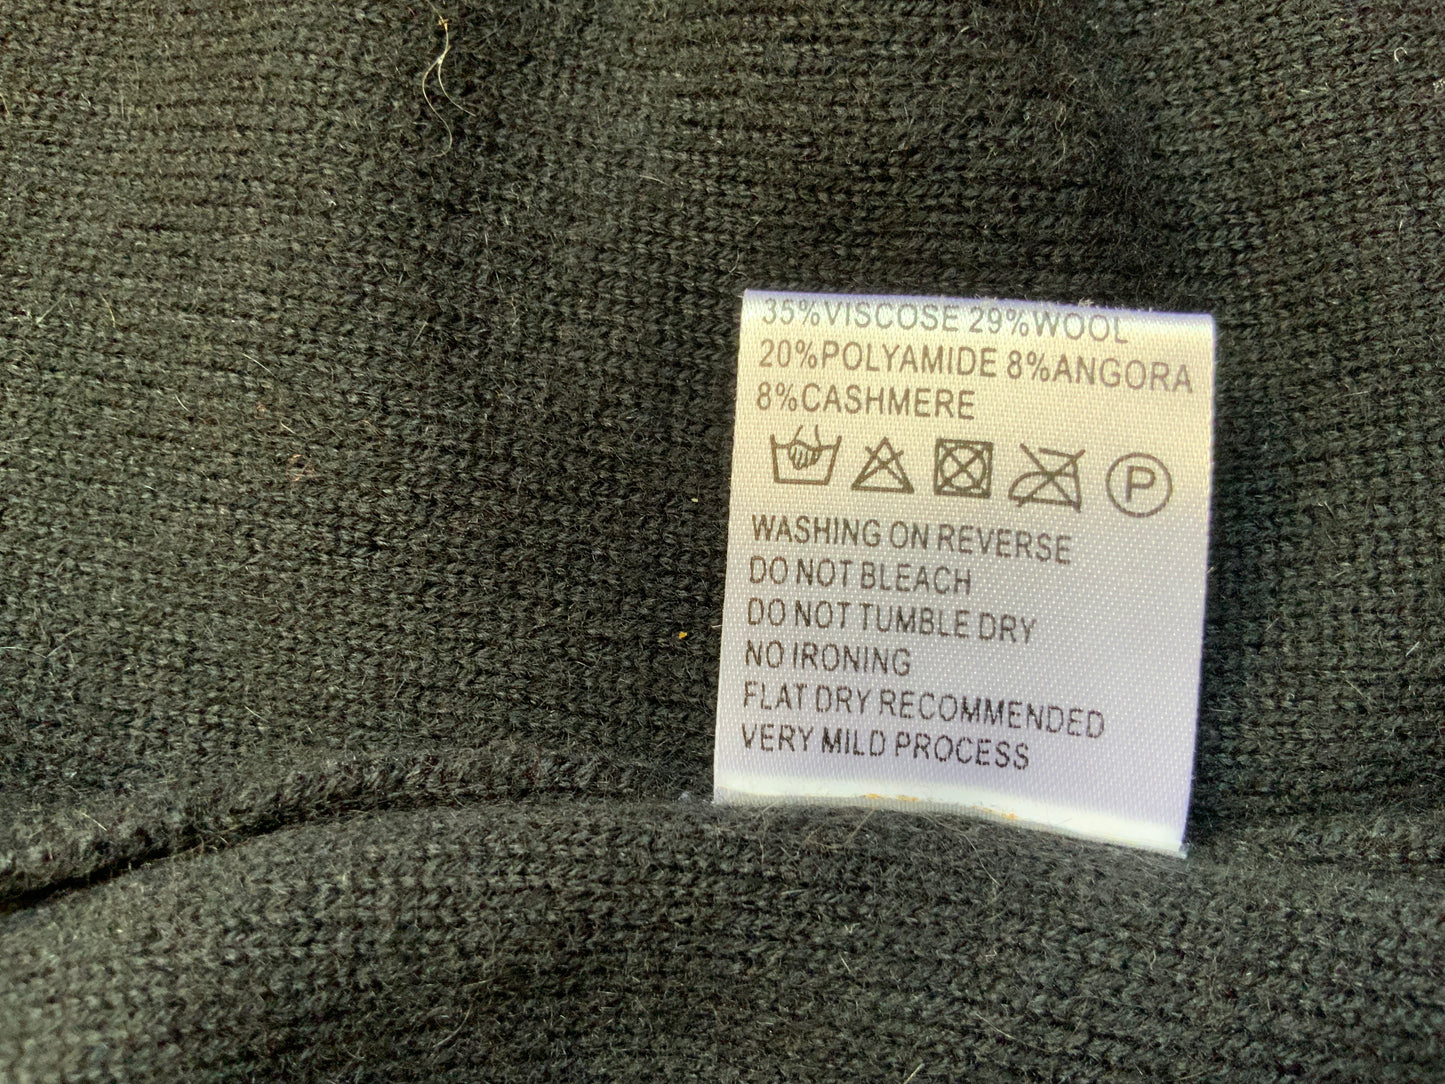 35%VISCOSE 29%WOOL
20%POLYAMIDE 8%ANGORA
8%CASHMERE
P
WASHING ON REVERSE
DO NOT BLEACH
DO NOT TUMBLE DRY
NO IRONING
FLAT DRY RECOMMENDED
VERY MILD PROCESS